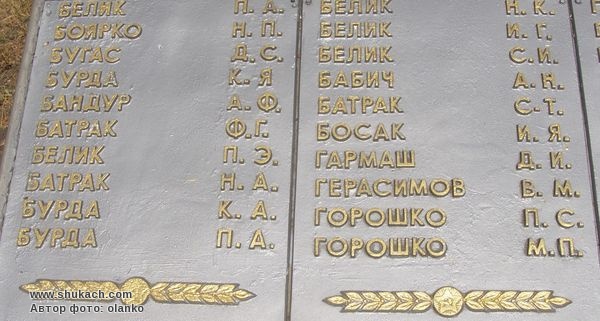 БЕЛИК П. А.
БОЯРКО Н. П.
БУГАС Д. С.
БУРДА К. Я
БАНДУР А. Ф.
БАТРАК Ф. Г.
БЕЛИК П. Э.
БАТРАК Н. А.
БУРДА К. А.
БУРДА П. А.
БЕЛИК Н. К.
БЕЛИК И. Г.
БЕЛИК С. И.
БАБИЧ А. Н.
БАТРАК С. Т.
БОСАК И. Я.
ГАРМАШ Д. И.
ГЕРАСИМОВ В. М.
ГОРОШКО П. С.
ГОРОШКО М. П.
www.shukach.com
Автор фото: olanko